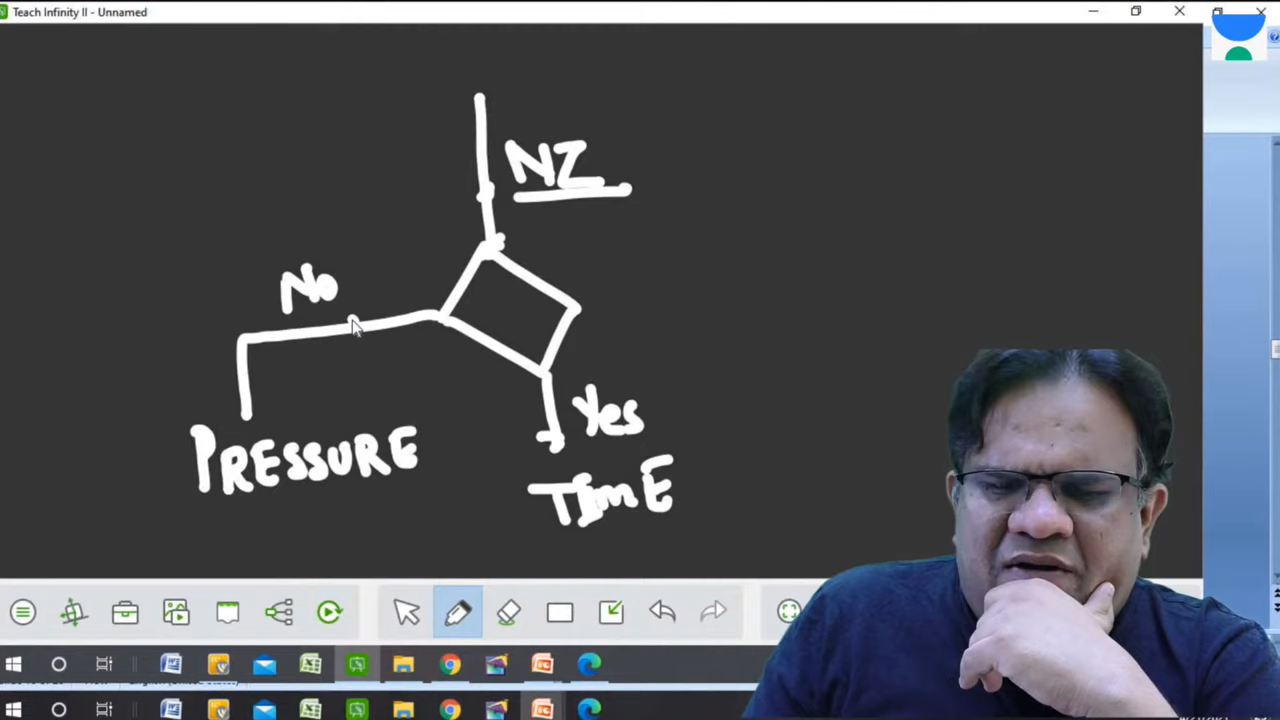 Teach Infinity II - Unnamed
NZ
No
Yes
PRESSURE
TimE